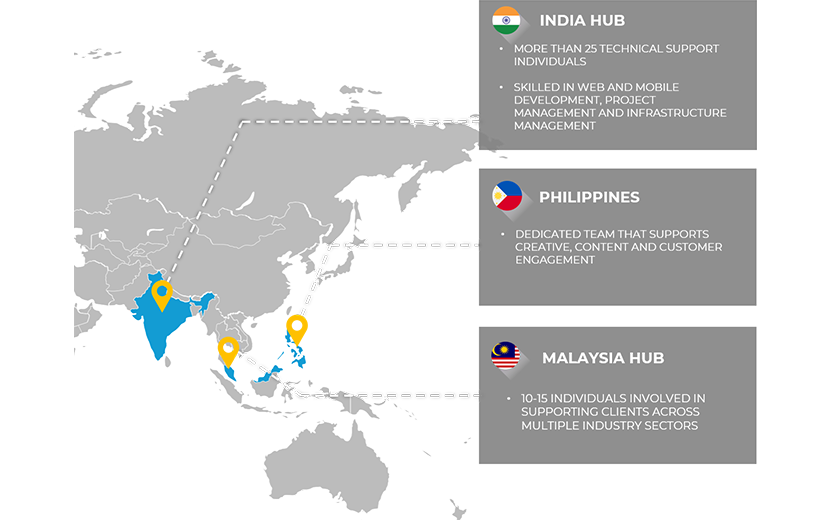 INDIA HUB
• MORE THAN 25 TECHNICAL SUPPORT
INDIVIDUALS
• SKILLED IN WEB AND MOBILE
DEVELOPMENT, PROJECT
MANAGEMENT AND INFRASTRUCTURE
MANAGEMENT
PHILIPPINES
• DEDICATED TEAM THAT SUPPORTS
CREATIVE, CONTENT AND CUSTOMER
ENGAGEMENT
MALAYSIA HUB
• 10-15 INDIVIDUALS INVOLVED IN
SUPPORTING CLIENTS ACROSS
MULTIPLE INDUSTRY SECTORS